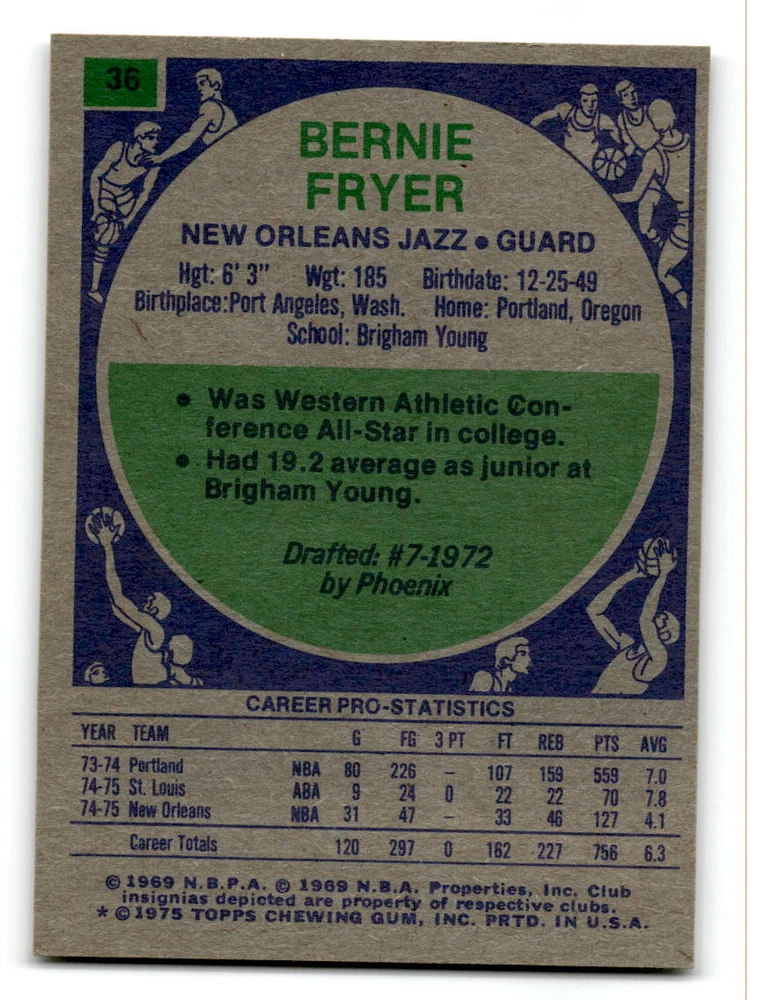 36
BERNIE
FRYER
NEW ORLEANS JAZZ • GUARD
Hgt: 6' 3" Wgt: 185 Birthdate: 12-25-49
Birthplace:Port Angeles, Wash. Home: Portland, Oregon
School: Brigham Young
• Was Western Athletic Con-
ference All-Star in college.
• Had 19.2 average as junior at
Brigham Young.
Drafted: #7-1972
by Phoenix
CAREER PRO-STATISTICS
YEAR TEAM G FG 3 PT FT REB PTS AVG
73-74 Portland NBA 80 226 – 107 159 559 7.0
74-75 St. Louis ABA 9 24 0 22 22 70 7.8
74-75 New Orleans NBA 31 47 – 33 46 127 4.1
Career Totals 120 297 0 162 227 756 6.3
© 1969 N.B.P.A. © 1969 N.B.A. Properties, Inc. Club
insignias depicted are property of respective clubs.
* © 1975 TOPPS CHEWING GUM, INC. PRTD. IN U.S.A.